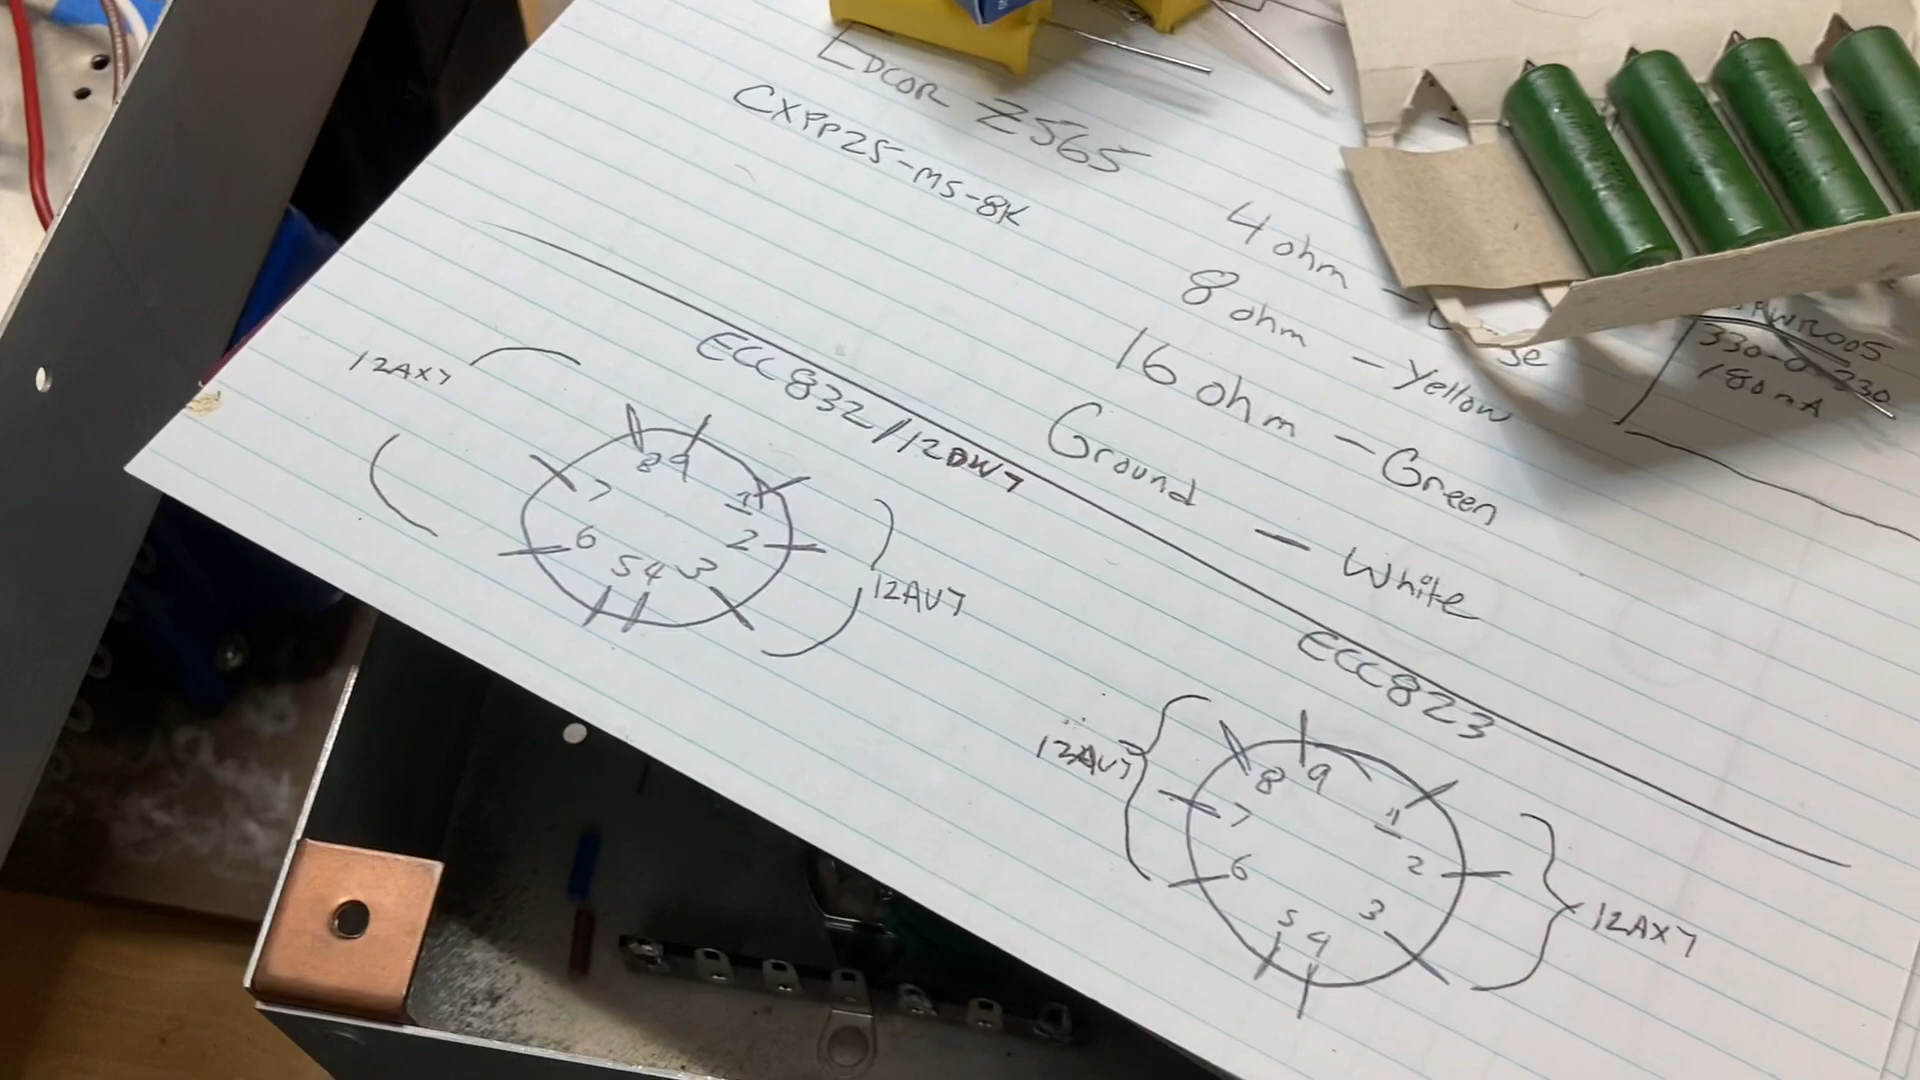 EDCOR Z565
CXPP25-MS-8K
4 ohm -
8 ohm - Yellow
16 ohm - Green
Ground - White
330-0-330
180mA
ECC832/12DW7
12AX7
8 9
7 1
6 2
5 4 3
12AU7
ECC823
12AU7
8 9
7 1
6 2
5 4 3
12AX7